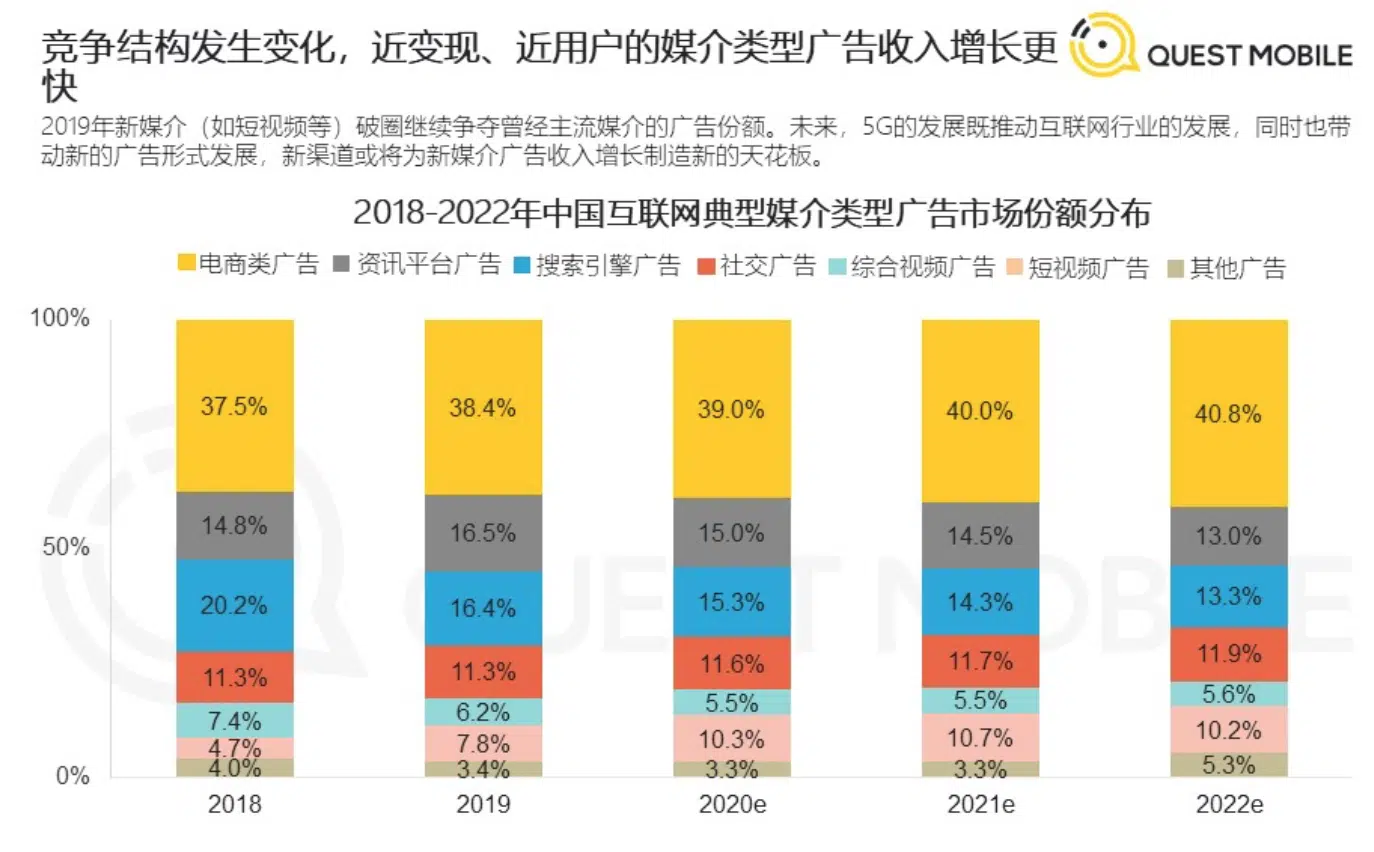 竞争结构发生变化，近变现、近用户的媒介类型广告收入增长更
快
QUEST MOBILE
2019年新媒介（如短视频等）破圈继续争夺曾经主流媒介的广告份额。未来，5G的发展既推动互联网行业的发展，同时也带
动新的广告形式发展，新渠道或将为新媒介广告收入增长制造新的天花板。
2018-2022年中国互联网典型媒介类型广告市场份额分布
电商类广告 资讯平台广告 搜索引擎广告 社交广告 综合视频广告 短视频广告 其他广告
100%
37.5% 38.4% 39.0% 40.0% 40.8%
14.8% 16.5% 15.0% 14.5% 13.0%
50%
20.2% 16.4% 15.3% 14.3% 13.3%
11.3% 11.3% 11.6% 11.7% 11.9%
7.4% 6.2% 5.5% 5.5% 5.6%
4.7% 7.8% 10.3% 10.7% 10.2%
4.0% 3.4% 3.3% 3.3% 5.3%
0%
2018 2019 2020e 2021e 2022e
QUEST MOBILE